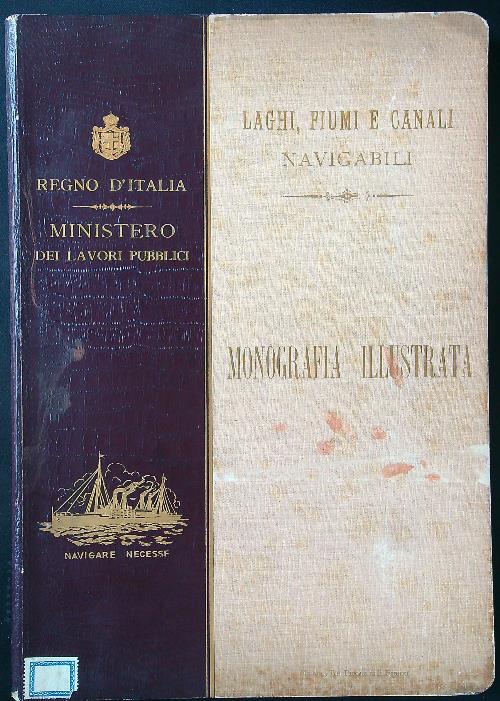 REGNO D'ITALIA
MINISTERO
DEI LAVORI PUBBLICI
NAVIGARE NECESSE
LAGHI, FIUMI E CANALI
NAVIGABILI
MONOGRAFIA ILLUSTRATA